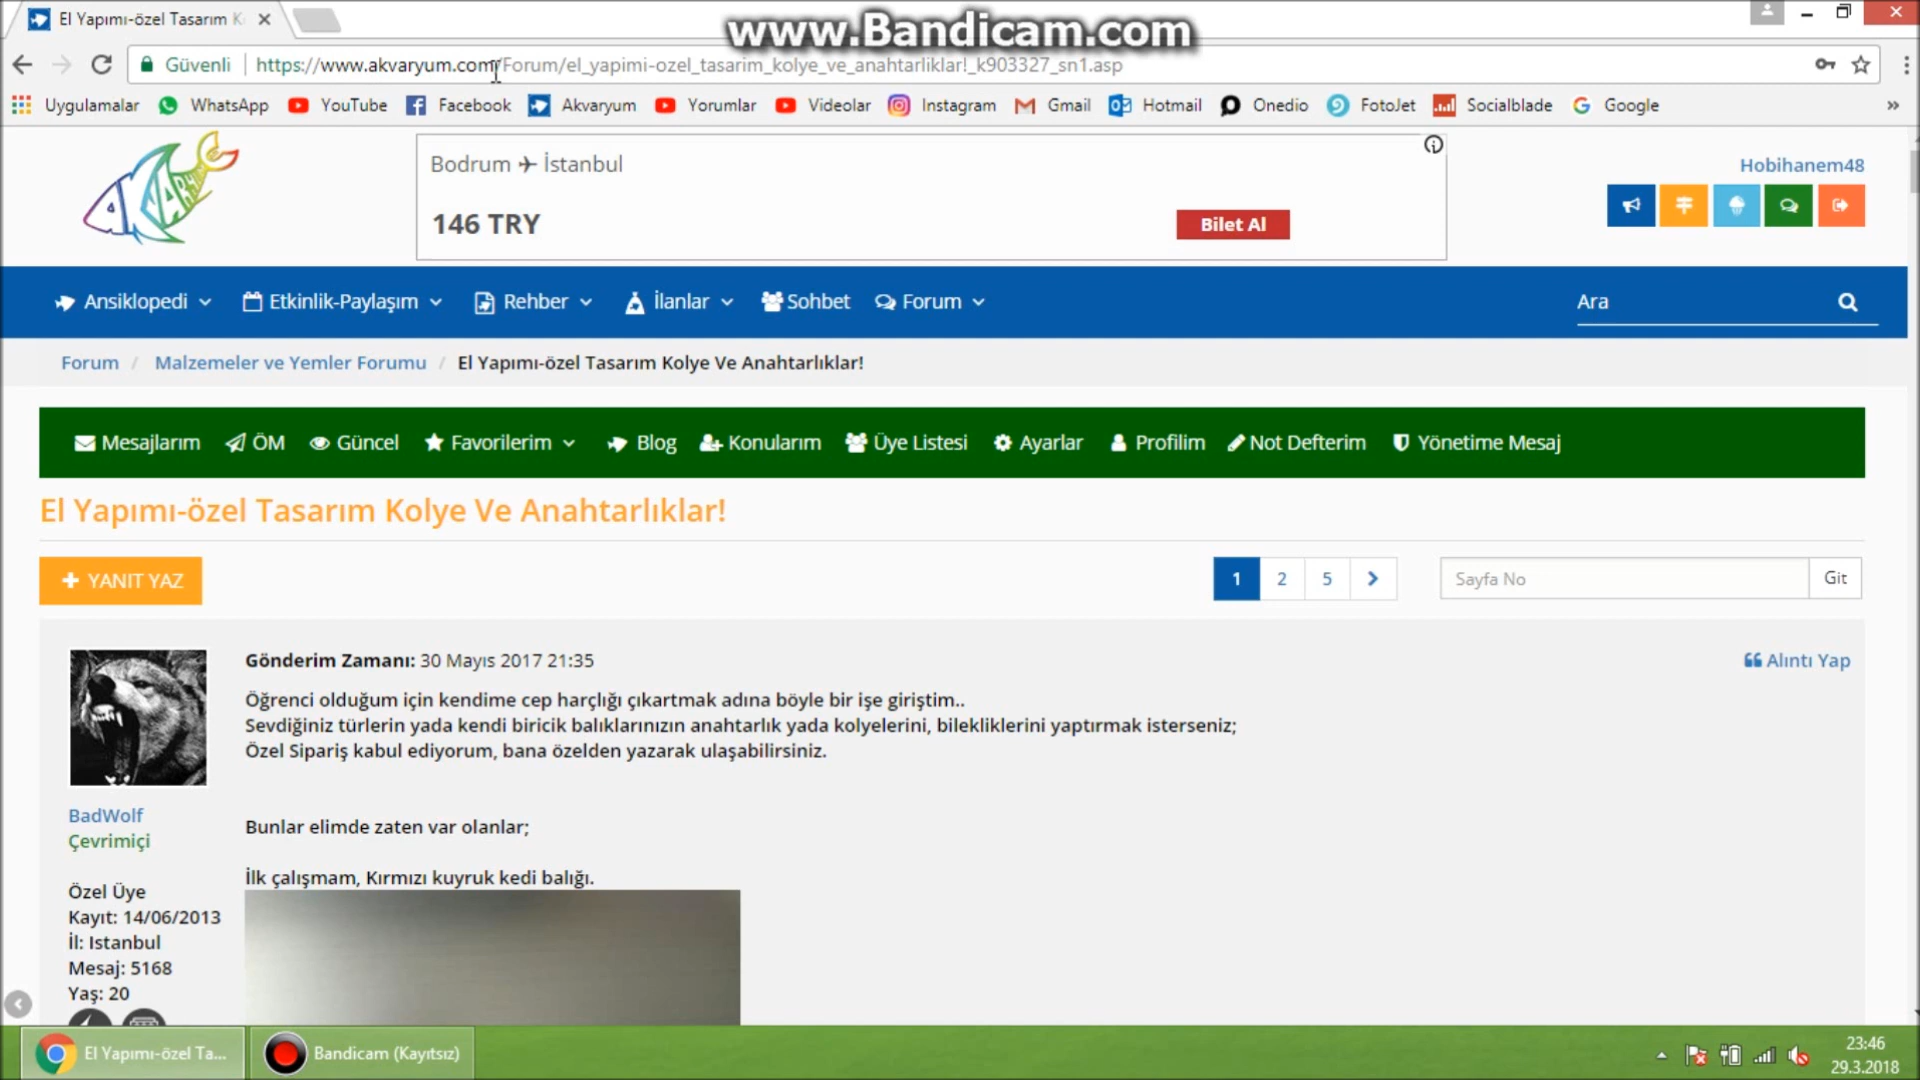 El Yapımı-özel Tasarım K
www.Bandicam.com
Güvenli
https://www.akvaryum.com/Forum/el_yapimi-ozel_tasarim_kolye_ve_anahtarliklar!_k903327_sn1.asp
Uygulamalar WhatsApp YouTube Facebook Akvaryum Yorumlar Videolar Instagram Gmail Hotmail Onedio FotoJet Socialblade Google »
AKVARYUM
Bodrum ✈ İstanbul
146 TRY
Bilet Al
Hobihanem48
Ansiklopedi Etkinlik-Paylaşım Rehber İlanlar Sohbet Forum Ara
Forum / Malzemeler ve Yemler Forumu / El Yapımı-özel Tasarım Kolye Ve Anahtarlıklar!
Mesajlarım ÖM Güncel Favorilerim Blog Konularım Üye Listesi Ayarlar Profilim Not Defterim Yönetime Mesaj
El Yapımı-özel Tasarım Kolye Ve Anahtarlıklar!
+ YANIT YAZ
1 2 5
Sayfa No Git
Gönderim Zamanı: 30 Mayıs 2017 21:35
Alıntı Yap
Öğrenci olduğum için kendime cep harçlığı çıkartmak adına böyle bir işe giriştim..
Sevdiğiniz türlerin yada kendi biricik balıklarınızın anahtarlık yada kolyelerini, bilekliklerini yaptırmak isterseniz;
Özel Sipariş kabul ediyorum, bana özelden yazarak ulaşabilirsiniz.
Bunlar elimde zaten var olanlar;
İlk çalışmam, Kırmızı kuyruk kedi balığı.
BadWolf
Çevrimiçi
Özel Üye
Kayıt: 14/06/2013
İl: Istanbul
Mesaj: 5168
Yaş: 20
El Yapımı-özel Ta...
Bandicam (Kayıtsız)
23:46
29.3.2018